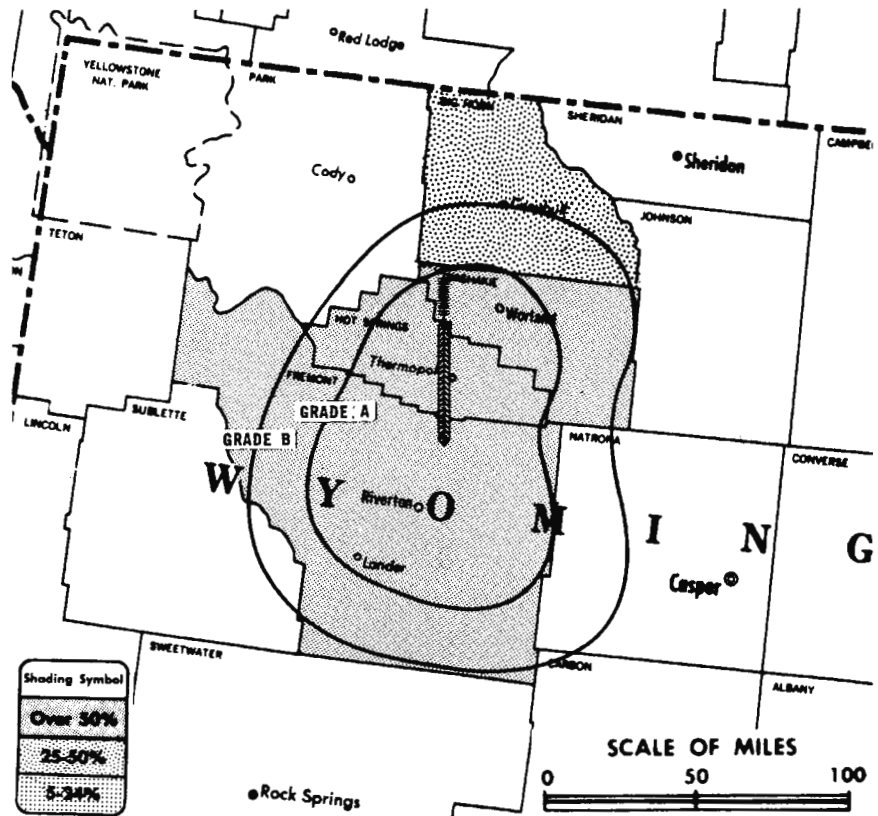 Red Lodge
YELLOWSTONE
NAT. PARK
PARK
BIG HORN
SHERIDAN
Sheridan
Cody
JOHNSON
TETON
HOT SPRINGS
Worland
FREMONT
GRADE A
SUBLETTE
LINCOLN
GRADE B
NATRONA
CONVERSE
W Y O M I N G
Riverton
Lander
Casper
SWEETWATER
CARBON
ALBANY
Shading Symbol
Over 50%
25-50%
5-24%
SCALE OF MILES
0 50 100
Rock Springs